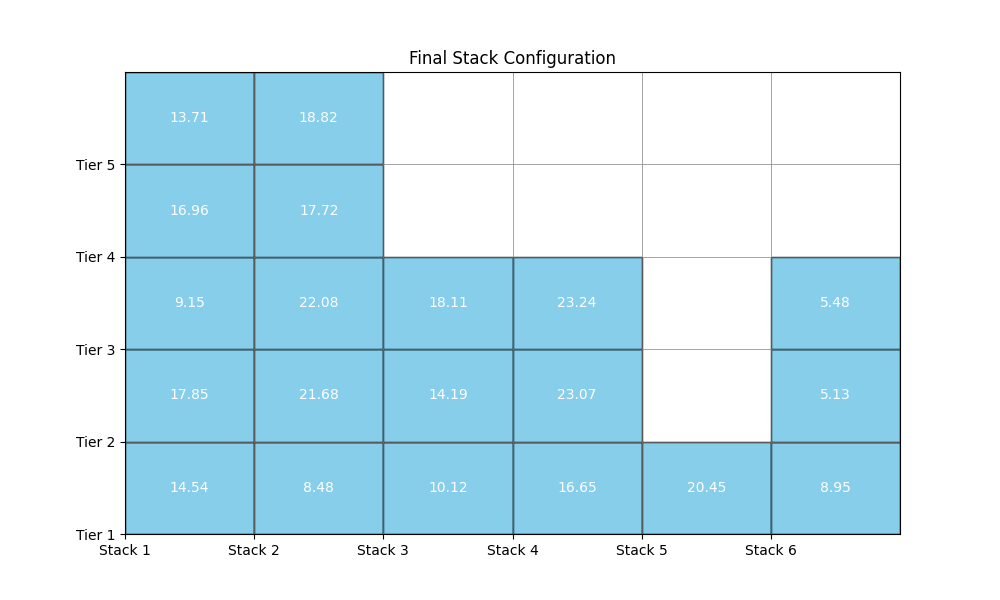 Final Stack Configuration
13.71 18.82
Tier 5
16.96 17.72
Tier 4
9.15 22.08 18.11 23.24 5.48
Tier 3
17.85 21.68 14.19 23.07 5.13
Tier 2
14.54 8.48 10.12 16.65 20.45 8.95
Tier 1
Stack 1 Stack 2 Stack 3 Stack 4 Stack 5 Stack 6